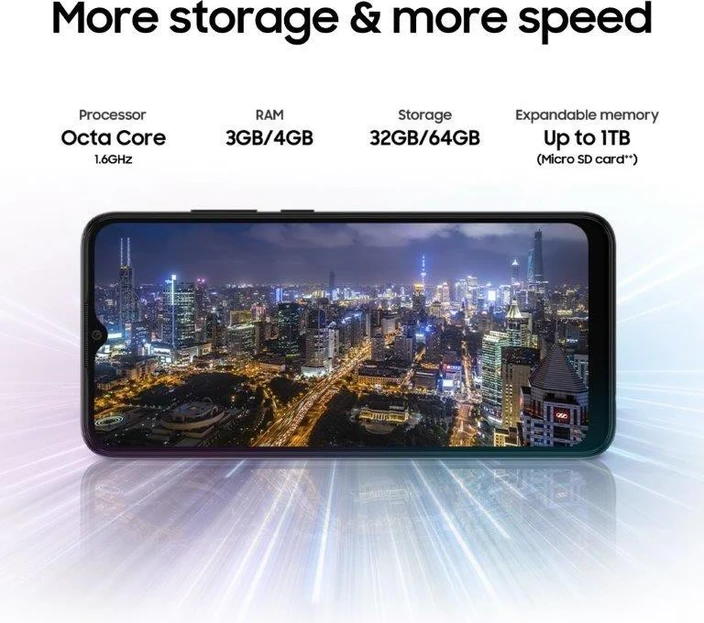 More storage & more speed
Processor
Octa Core
1.6GHz
RAM
3GB/4GB
Storage
32GB/64GB
Expandable memory
Up to 1TB
(Micro SD card**)